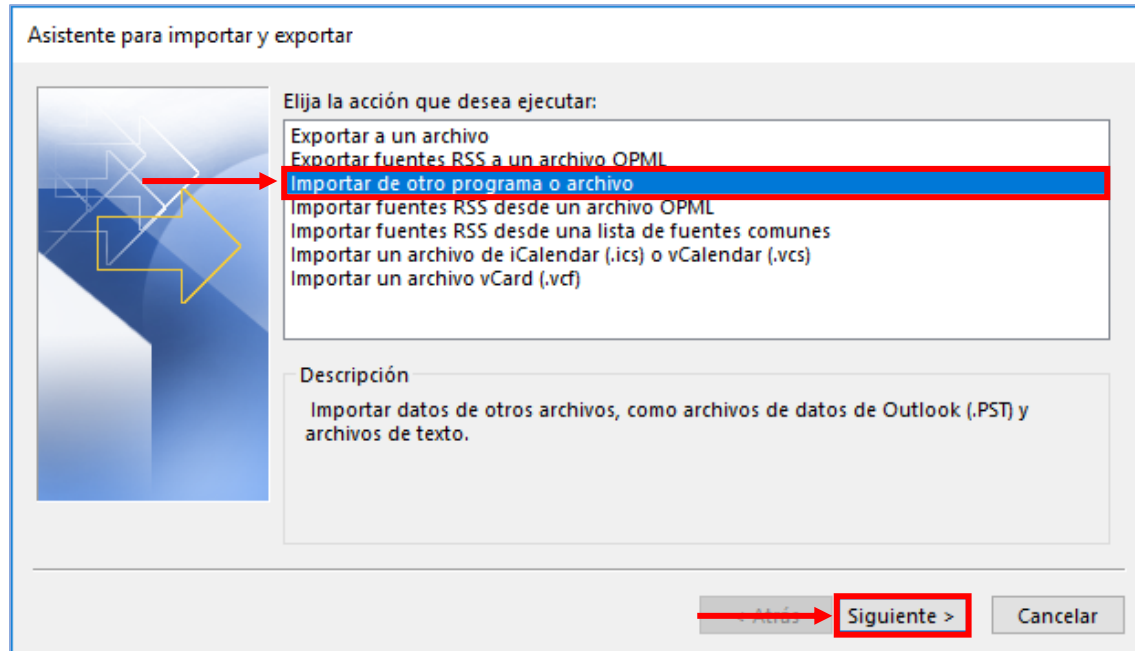 Asistente para importar y exportar
Elija la acción que desea ejecutar:
Exportar a un archivo
Exportar fuentes RSS a un archivo OPML
Importar de otro programa o archivo
Importar fuentes RSS desde un archivo OPML
Importar fuentes RSS desde una lista de fuentes comunes
Importar un archivo de iCalendar (.ics) o vCalendar (.vcs)
Importar un archivo vCard (.vcf)
Descripción
Importar datos de otros archivos, como archivos de datos de Outlook (.PST) y
archivos de texto.
< Atrás Siguiente > Cancelar